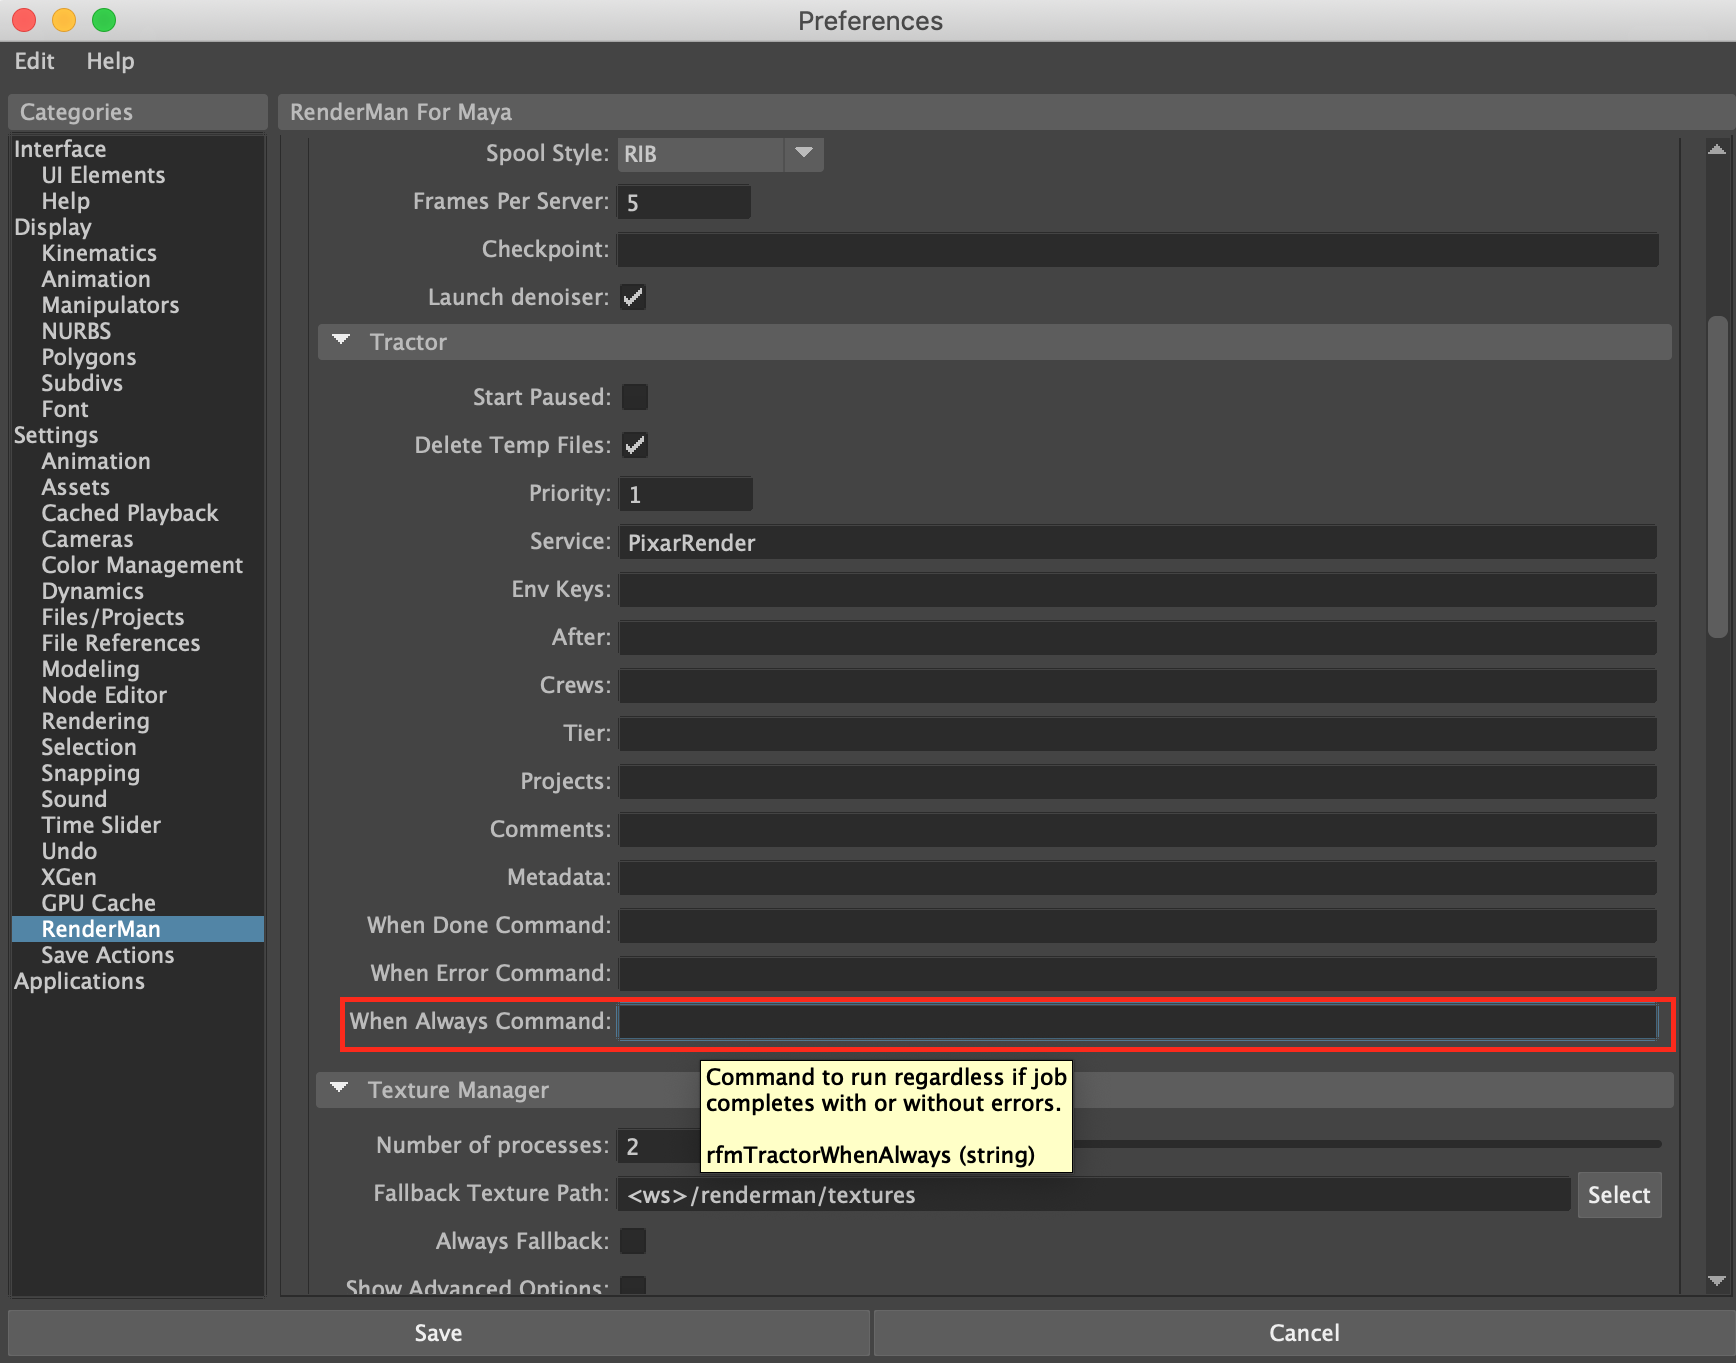 Preferences
Edit Help
Categories
Interface
UI Elements
Help
Display
Kinematics
Animation
Manipulators
NURBS
Polygons
Subdivs
Font
Settings
Animation
Assets
Cached Playback
Cameras
Color Management
Dynamics
Files/Projects
File References
Modeling
Node Editor
Rendering
Selection
Snapping
Sound
Time Slider
Undo
XGen
GPU Cache
RenderMan
Save Actions
Applications
RenderMan For Maya
Spool Style: RIB
Frames Per Server: 5
Checkpoint:
Launch denoiser:
Tractor
Start Paused:
Delete Temp Files:
Priority: 1
Service: PixarRender
Env Keys:
After:
Crews:
Tier:
Projects:
Comments:
Metadata:
When Done Command:
When Error Command:
When Always Command:
Command to run regardless if job
completes with or without errors.
rfmTractorWhenAlways (string)
Texture Manager
Number of processes: 2
Fallback Texture Path: <ws>/renderman/textures Select
Always Fallback:
Show Advanced Options:
Save Cancel